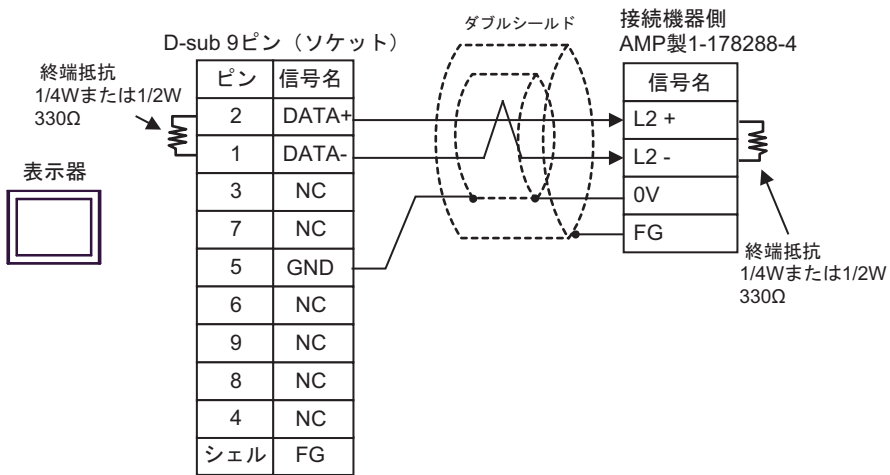 ダブルシールド
接続機器側
AMP製1-178288-4
D-sub 9ピン（ソケット）
終端抵抗
1/4Wまたは1/2W
330Ω
表示器
ピン 信号名
2 DATA+
1 DATA-
3 NC
7 NC
5 GND
6 NC
9 NC
8 NC
4 NC
シェル FG
信号名
L2 +
L2 -
0V
FG
終端抵抗
1/4Wまたは1/2W
330Ω